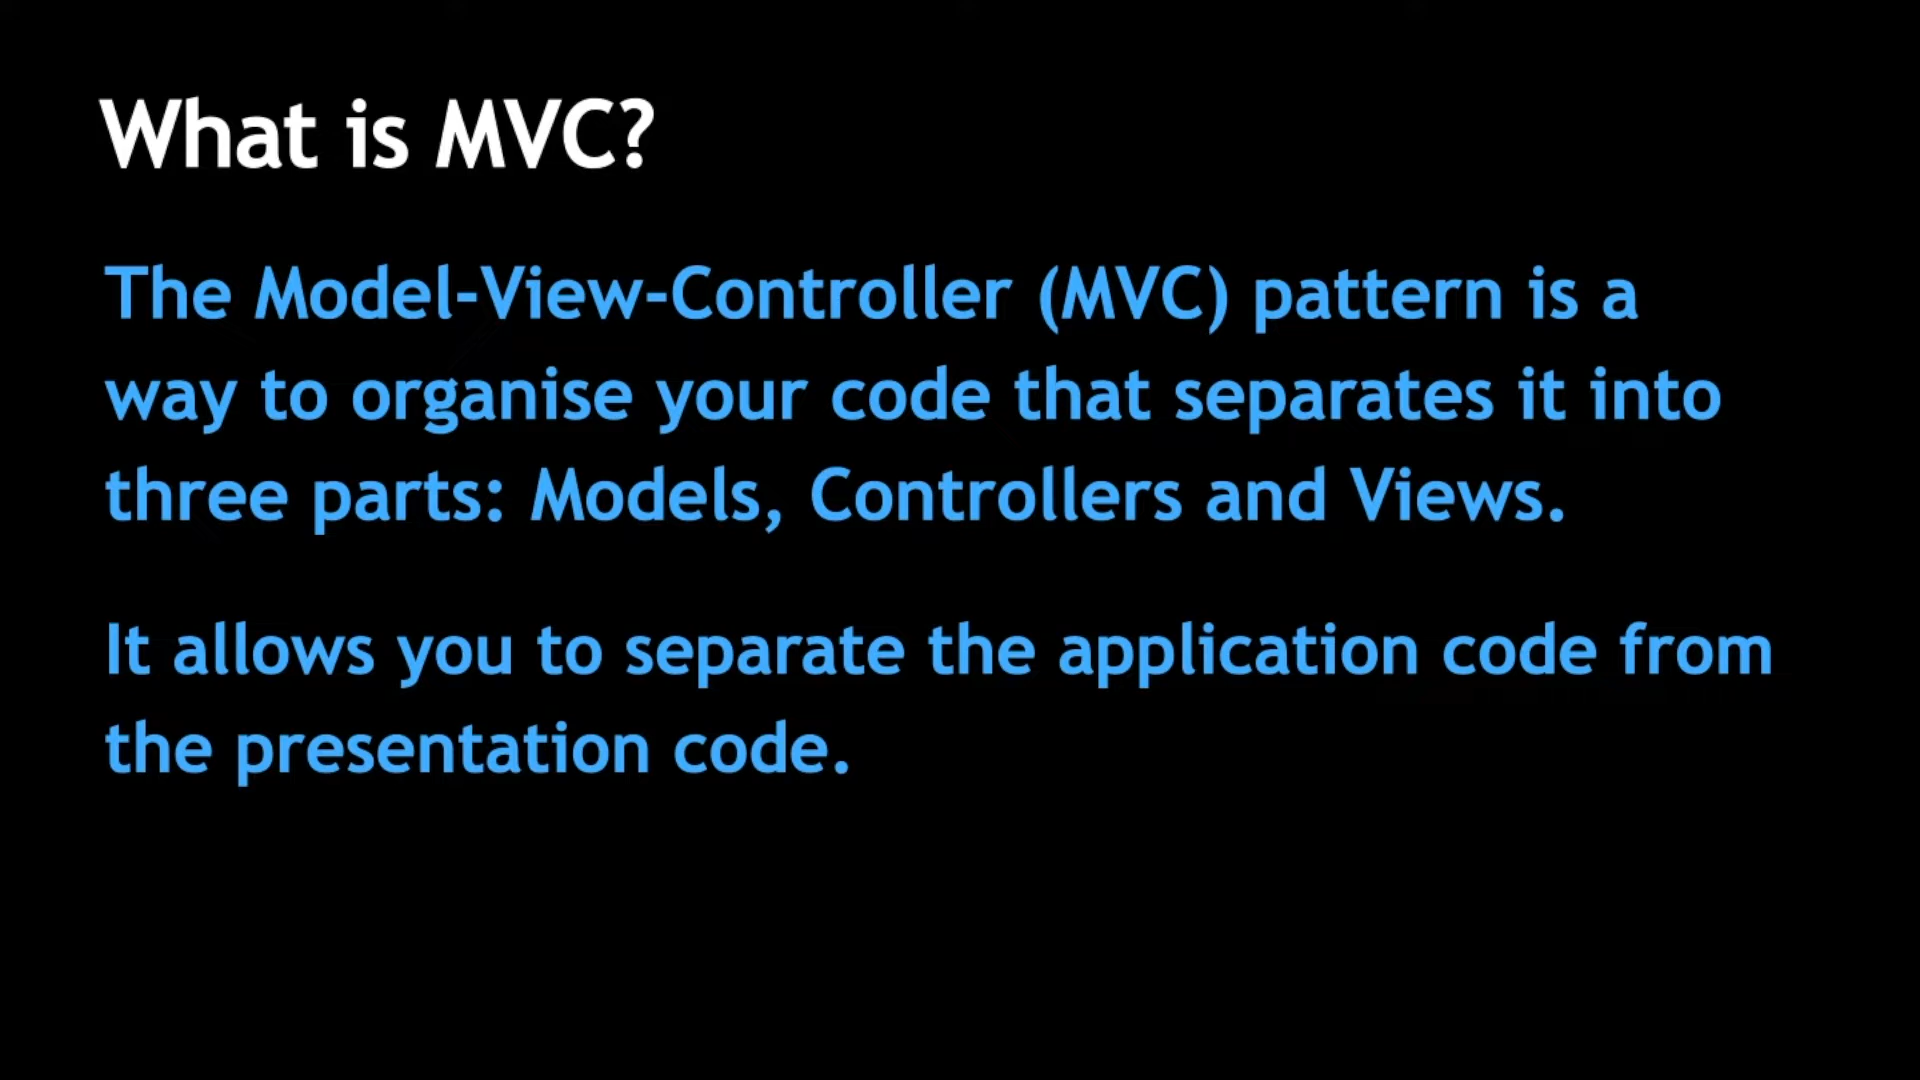 What is MVC?
The Model-View-Controller (MVC) pattern is a
way to organise your code that separates it into
three parts: Models, Controllers and Views.
It allows you to separate the application code from
the presentation code.